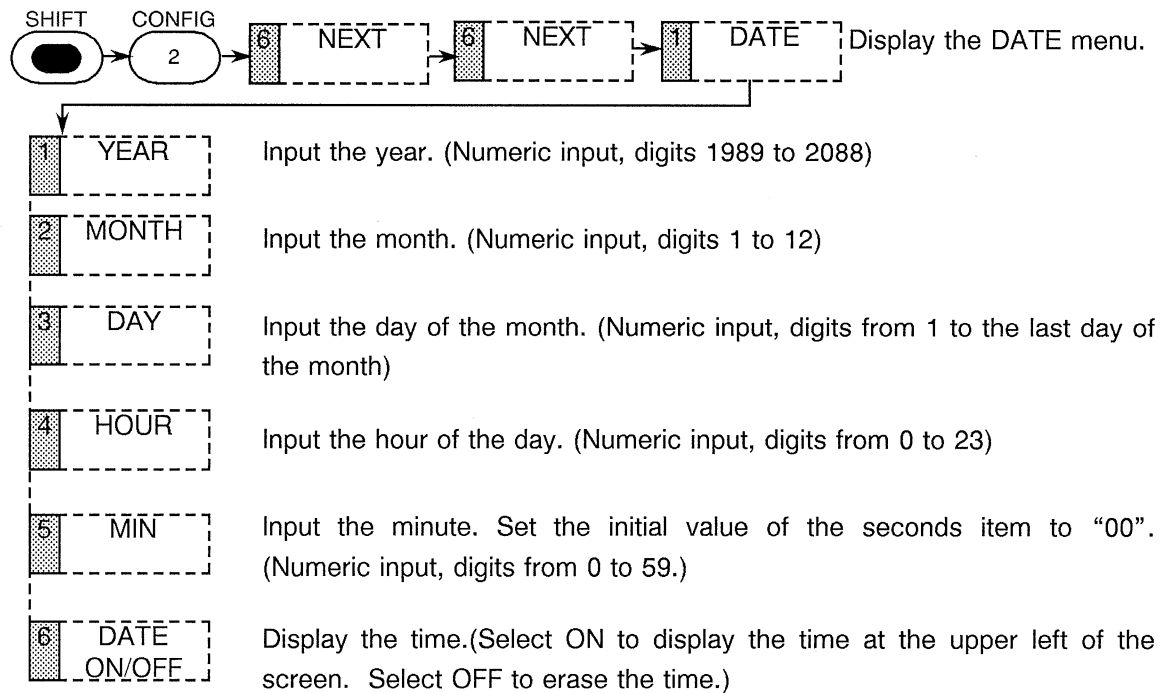 SHIFT CONFIG
2 6 NEXT 6 NEXT 1 DATE Display the DATE menu.
1 YEAR Input the year. (Numeric input, digits 1989 to 2088)
2 MONTH Input the month. (Numeric input, digits 1 to 12)
3 DAY Input the day of the month. (Numeric input, digits from 1 to the last day of
the month)
4 HOUR Input the hour of the day. (Numeric input, digits from 0 to 23)
5 MIN Input the minute. Set the initial value of the seconds item to “00”.
(Numeric input, digits from 0 to 59.)
6 DATE Display the time.(Select ON to display the time at the upper left of the
ON/OFF screen. Select OFF to erase the time.)